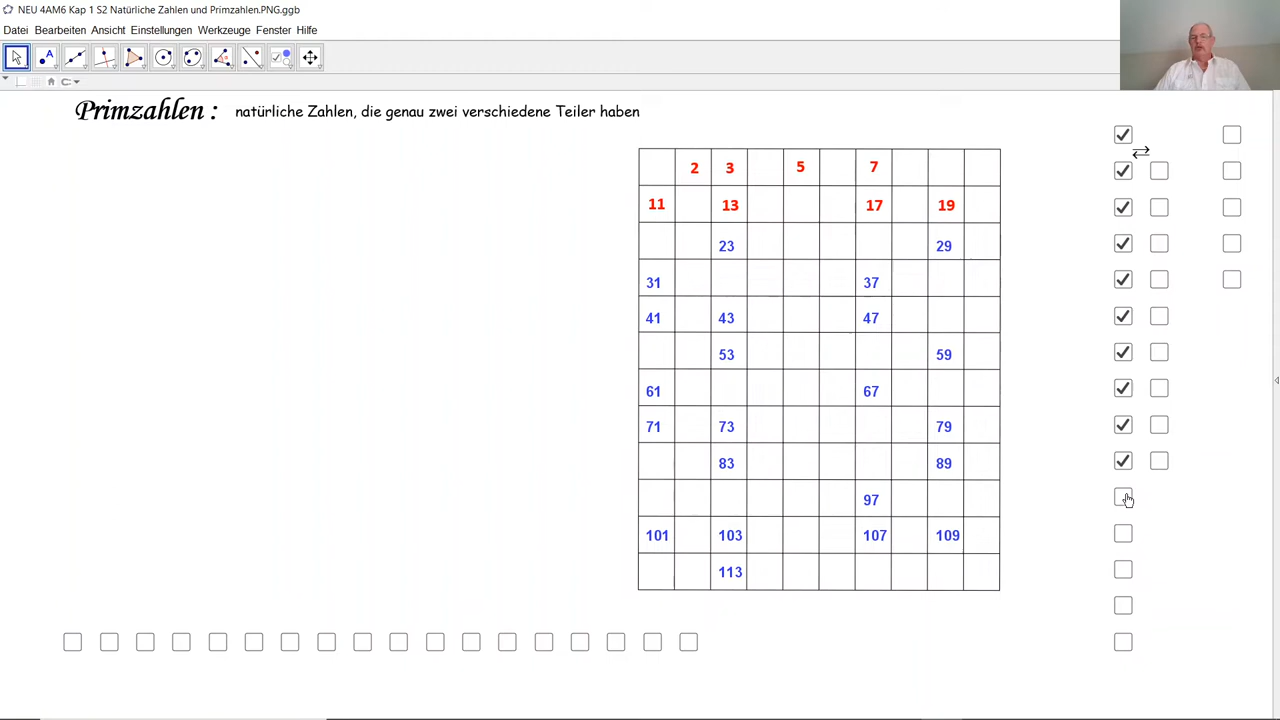 NEU 4AM6 Kap 1 S2 Natürliche Zahlen und Primzahlen.PNG.ggb
Datei Bearbeiten Ansicht Einstellungen Werkzeuge Fenster Hilfe
Primzahlen : natürliche Zahlen, die genau zwei verschiedene Teiler haben
2 3 5 7
11 13 17 19
23 29
31 37
41 43 47
53 59
61 67
71 73 79
83 89
97
101 103 107 109
113